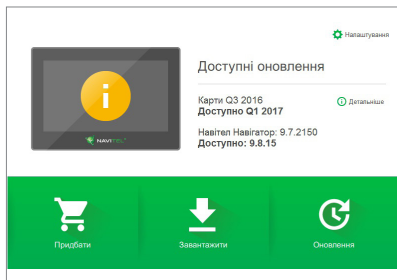 Налаштування
Доступні оновлення
Карти Q3 2016
Детальніше
Доступно Q1 2017
Навітел Навігатор: 9.7.2150
Доступно: 9.8.15
NAVITEL
Придбати
Завантажити
Оновлення